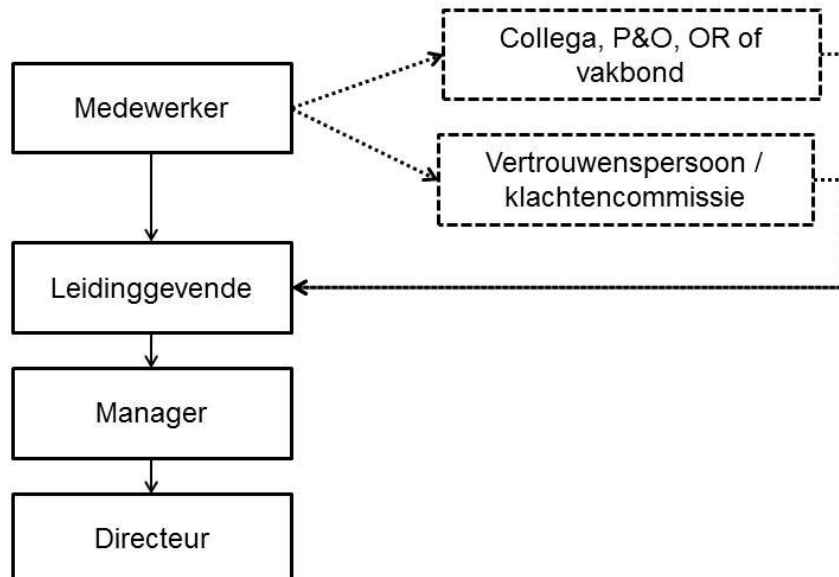 Collega, P&O, OR of
vakbond
Medewerker
Vertrouwenspersoon /
klachtencommissie
Leidinggevende
Manager
Directeur